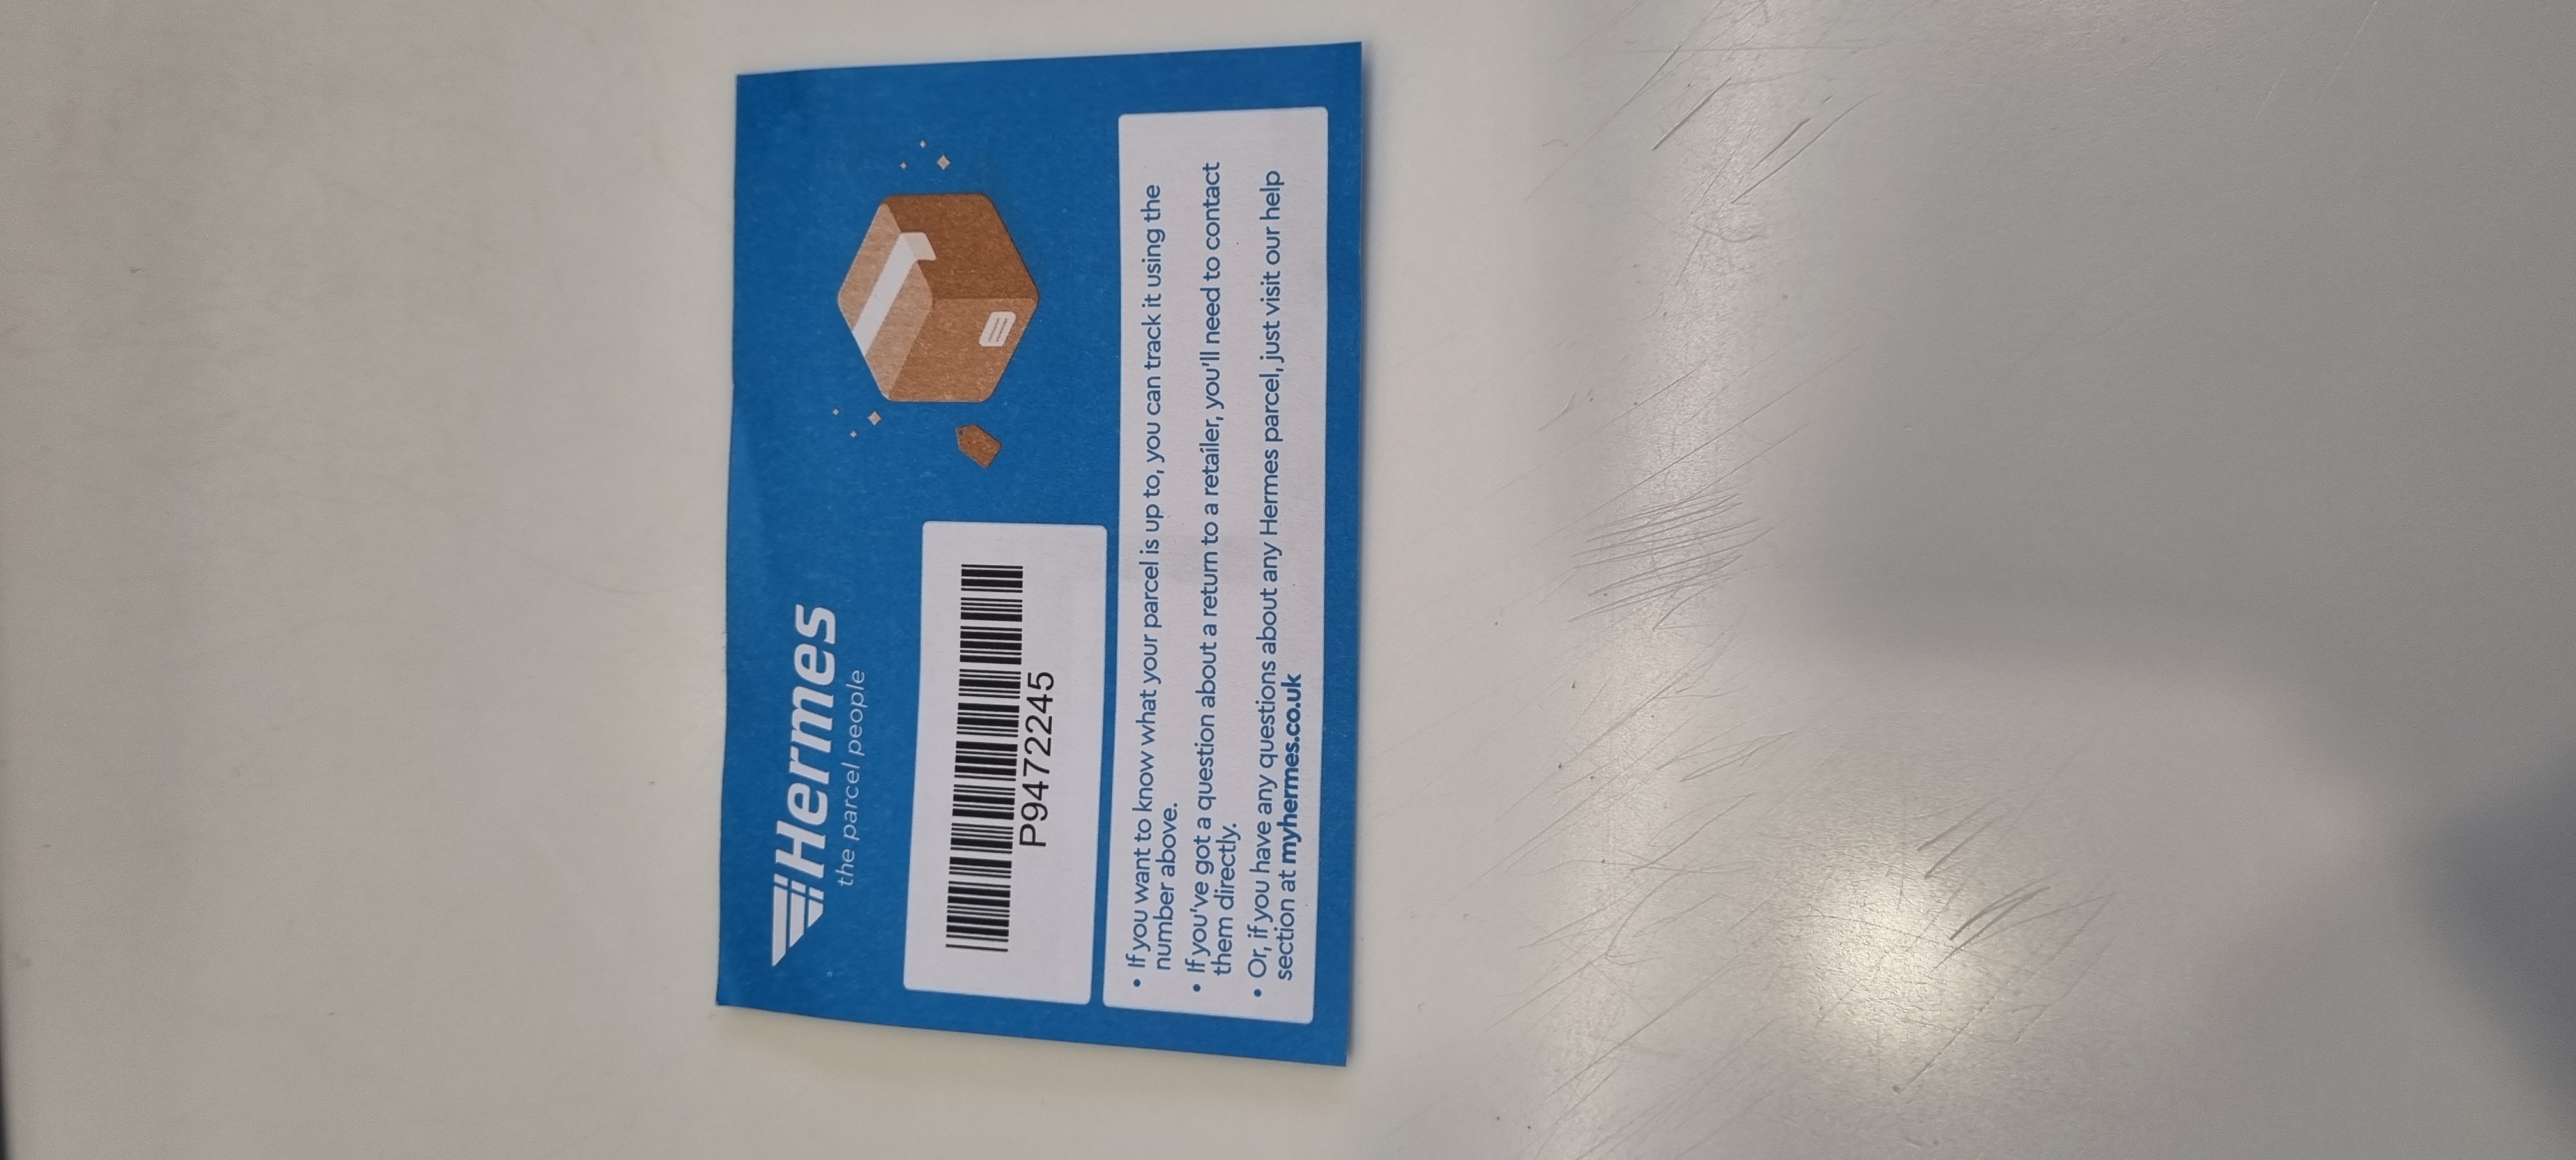 Hermes
the parcel people
P9472245
• If you want to know what your parcel is up to, you can track it using the
number above.
• If you've got a question about a return to a retailer, you'll need to contact
them directly.
• Or, if you have any questions about any Hermes parcel, just visit our help
section at myhermes.co.uk